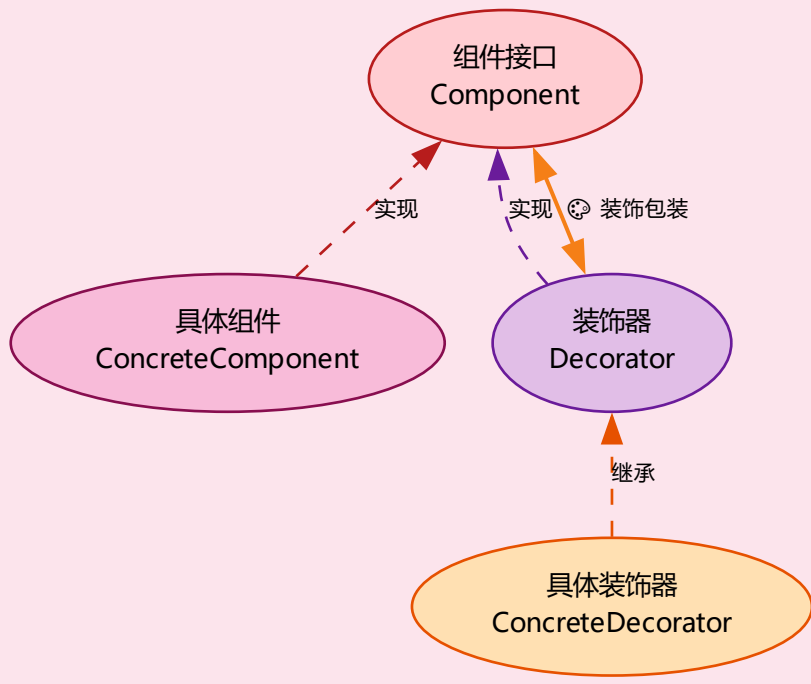 组件接口
Component
实现
实现
🎨 装饰包装
具体组件
ConcreteComponent
装饰器
Decorator
继承
具体装饰器
ConcreteDecorator